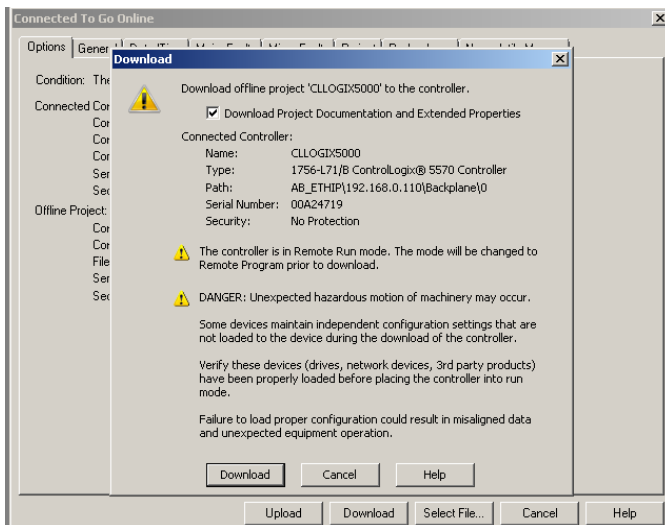 Connected To Go Online
Options
Download
Condition: The
Download offline project 'CLLOGIX5000' to the controller.
Download Project Documentation and Extended Properties
Connected Controller:
Name: CLLOGIX5000
Type: 1756-L71/B ControlLogix® 5570 Controller
Path: AB_ETHIP\192.168.0.110\Backplane\0
Serial Number: 00A24719
Security: No Protection
Connected Cor
Cor
Cor
Cor
Ser
Sec
Offline Project:
Cor
Cor
File
Ser
Sec
The controller is in Remote Run mode. The mode will be changed to
Remote Program prior to download.
DANGER: Unexpected hazardous motion of machinery may occur.
Some devices maintain independent configuration settings that are
not loaded to the device during the download of the controller.
Verify these devices (drives, network devices, 3rd party products)
have been properly loaded before placing the controller into run
mode.
Failure to load proper configuration could result in misaligned data
and unexpected equipment operation.
Download Cancel Help
Upload Download Select File... Cancel Help